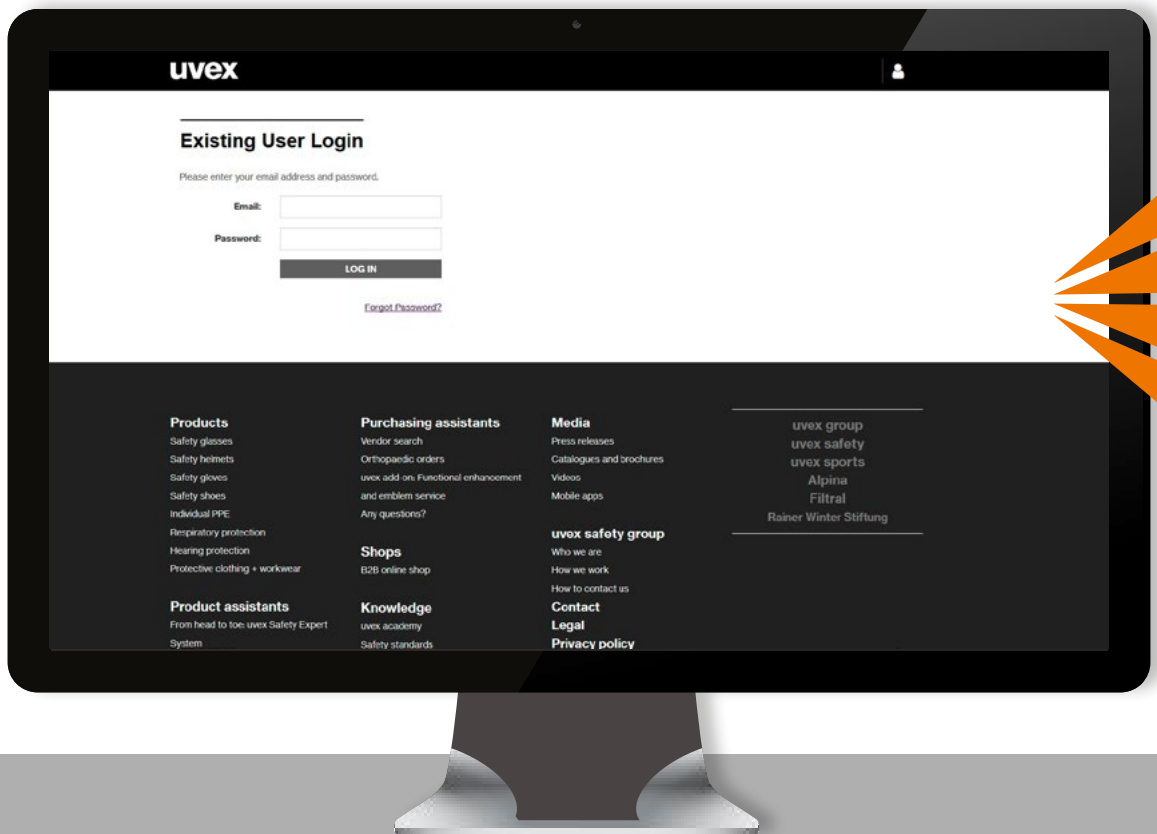 uvex
Existing User Login
Please enter your email address and password.
Email:
Password:
LOG IN
Forgot Password?
Products
Safety glasses
Safety helmets
Safety gloves
Safety shoes
Individual PPE
Respiratory protection
Hearing protection
Protective clothing + workwear
Product assistants
From head to toe: uvex Safety Expert
System
Purchasing assistants
Vendor search
Orthopaedic orders
uvex add-on: Functional enhancement
and emblem service
Any questions?
Shops
B2B online shop
Knowledge
uvex academy
Safety standards
Media
Press releases
Catalogues and brochures
Videos
Mobile apps
uvex safety group
Who we are
How we work
How to contact us
Contact
Legal
Privacy policy
uvex group
uvex safety
uvex sports
Alpina
Filtral
Rainer Winter Stiftung